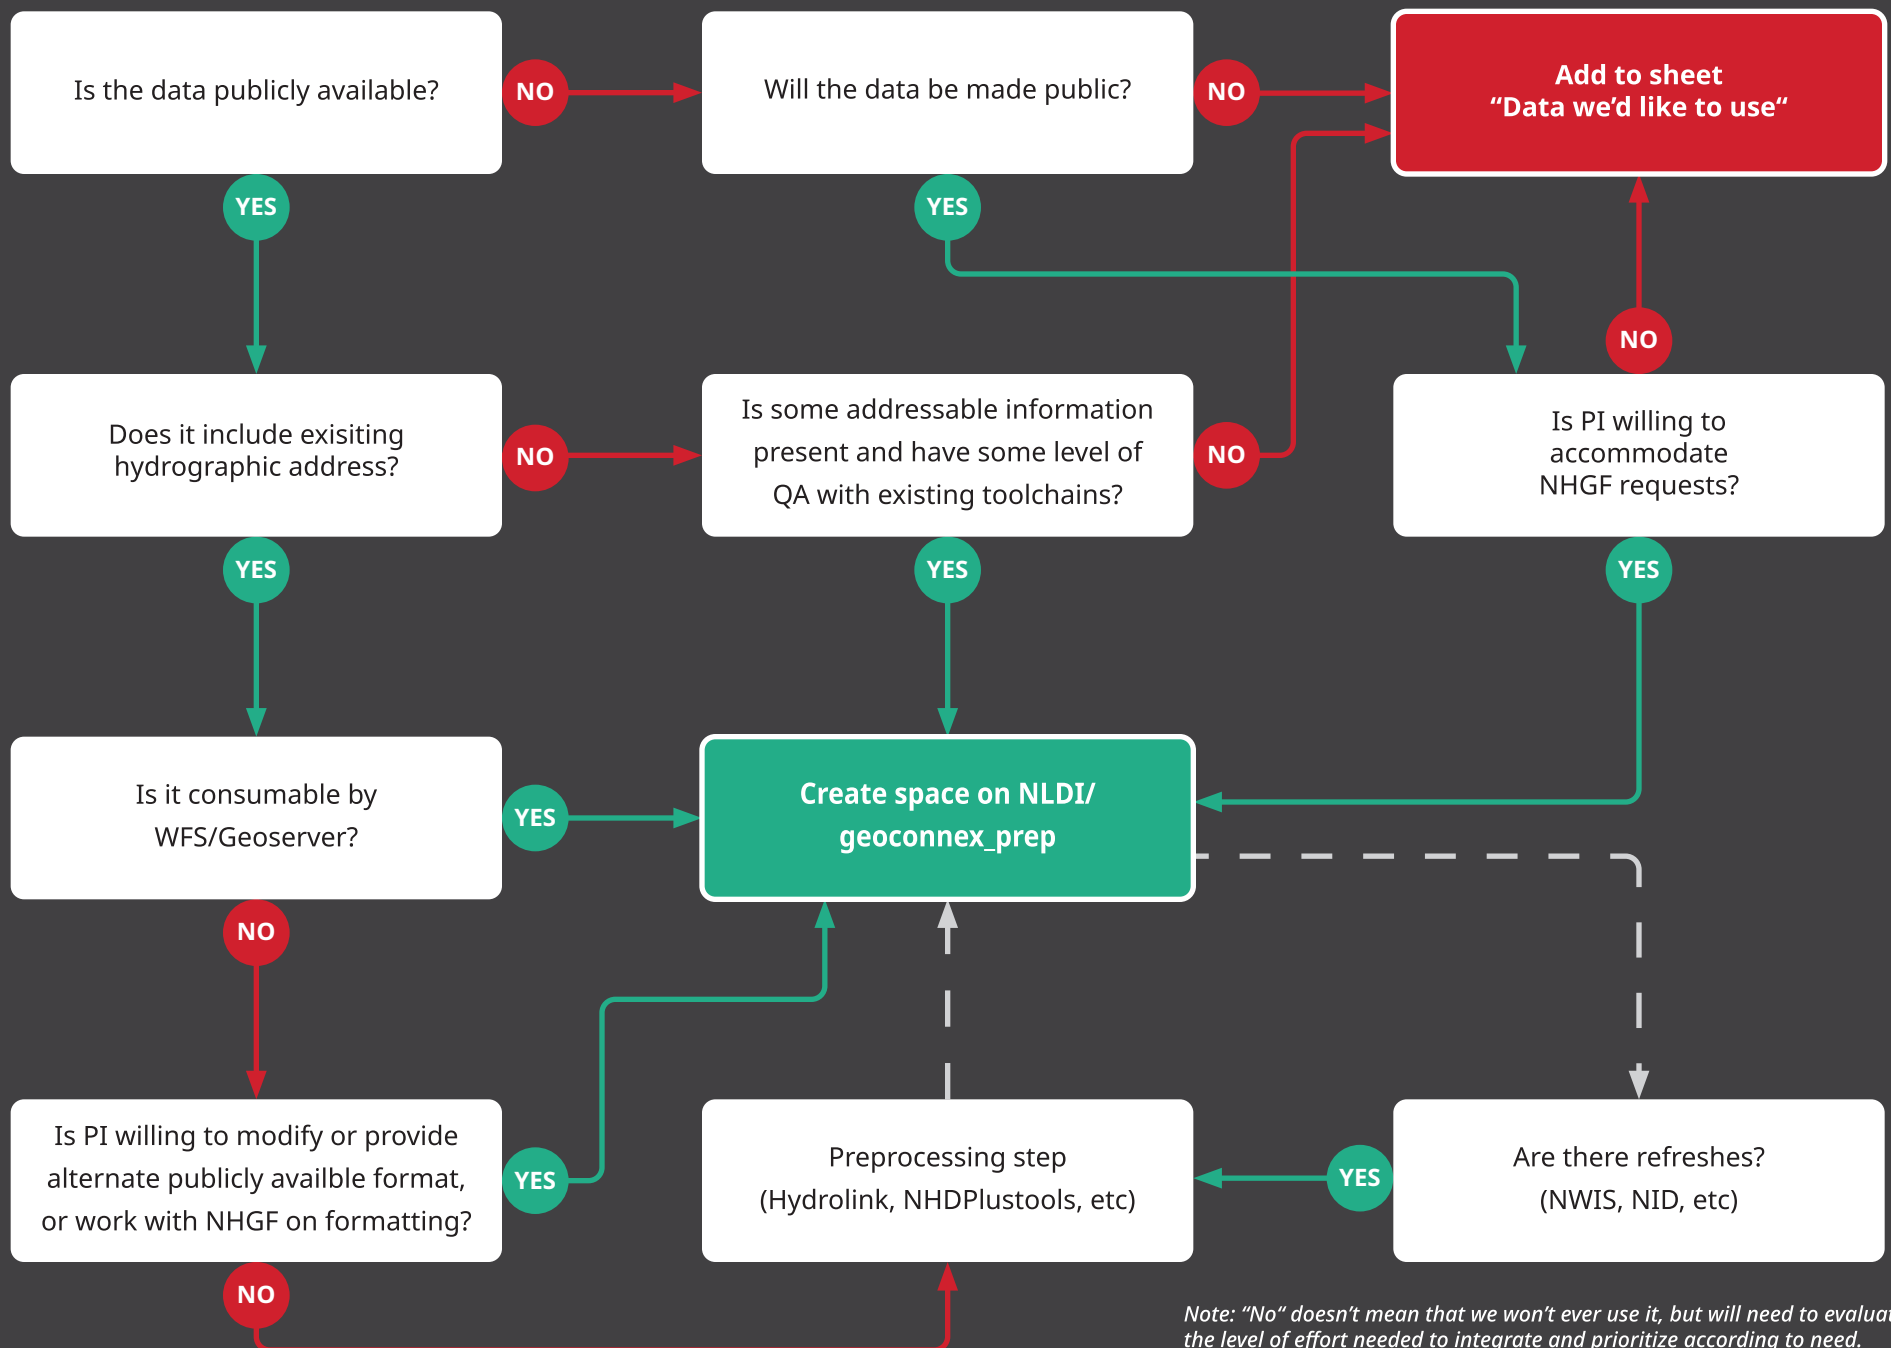 Is the data publicly available?
NO
Will the data be made public?
NO
Add to sheet
“Data we’d like to use“
YES
YES
NO
Does it include exisiting
hydrographic address?
NO
Is some addressable information
present and have some level of
QA with existing toolchains?
NO
Is PI willing to
accommodate
NHGF requests?
YES
YES
YES
Is it consumable by
WFS/Geoserver?
YES
Create space on NLDI/
geoconnex_prep
NO
Is PI willing to modify or provide
alternate publicly availble format,
or work with NHGF on formatting?
YES
Preprocessing step
(Hydrolink, NHDPlustools, etc)
YES
Are there refreshes?
(NWIS, NID, etc)
NO
Note: “No“ doesn’t mean that we won’t ever use it, but will need to evaluat
the level of effort needed to integrate and prioritize according to need.